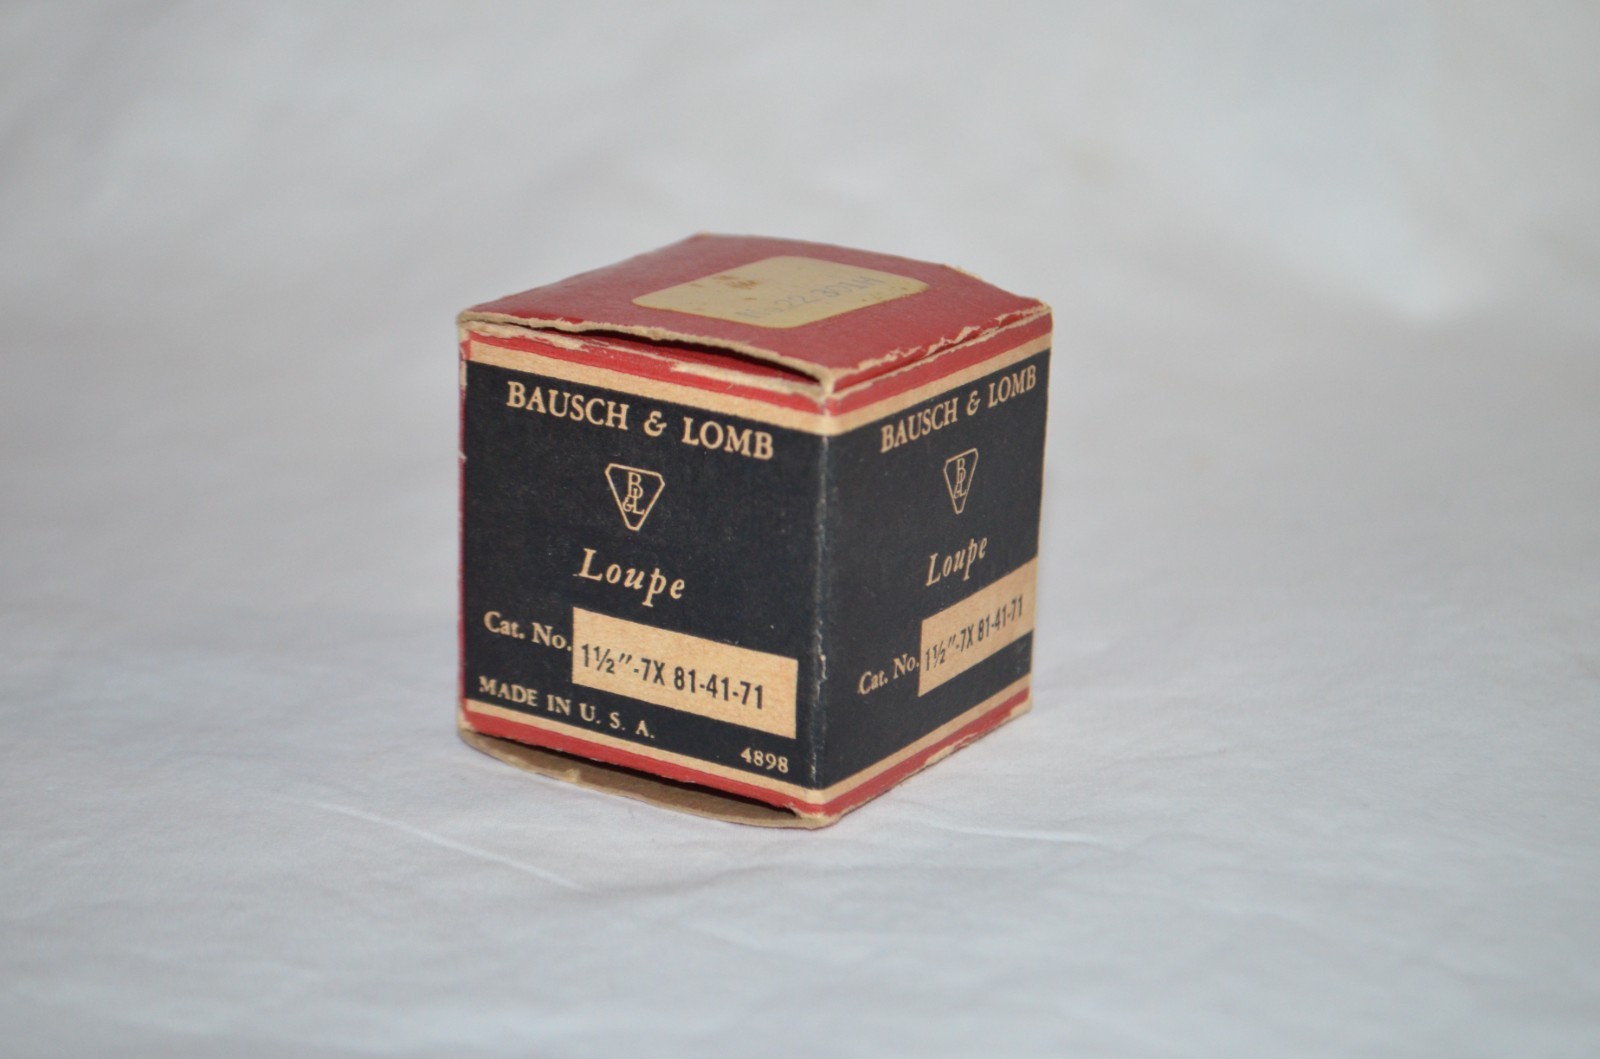 BAUSCH & LOMB
B&L
Loupe
Cat. No. 1½"-7X 81-41-71
MADE IN U. S. A.
4898
BAUSCH & LOMB
B&L
Loupe
Cat. No. 1½"-7X 81-41-71